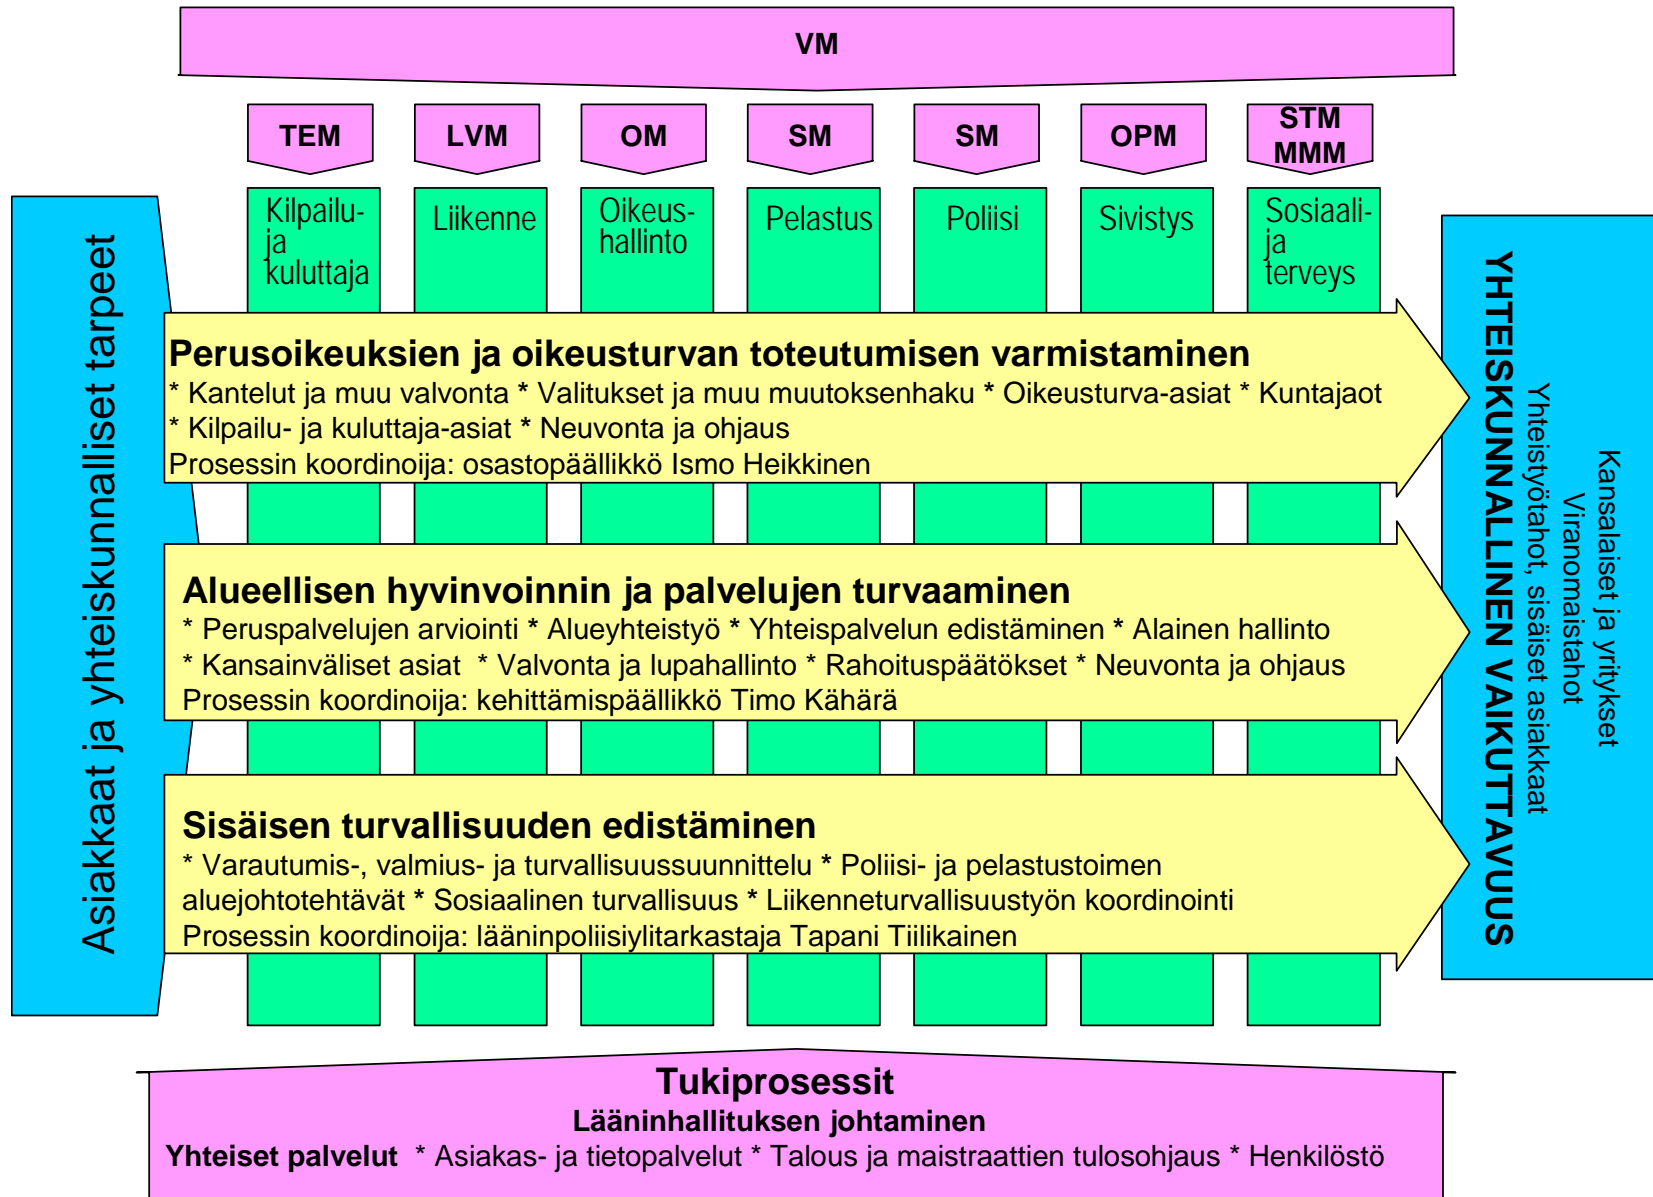 VM
TEM
LVM
OM
SM
SM
OPM
STM
MMM
Kilpailu-
ja
kuluttaja
Liikenne
Oikeus-
hallinto
Pelastus
Poliisi
Sivistys
Sosiaali-
ja
terveys
Asiakkaat ja yhteiskunnalliset tarpeet
Perusoikeuksien ja oikeusturvan toteutumisen varmistaminen
* Kantelut ja muu valvonta * Valitukset ja muu muutoksenhaku * Oikeusturva-asiat * Kuntajaot
* Kilpailu- ja kuluttaja-asiat * Neuvonta ja ohjaus
Prosessin koordinoija: osastopäällikkö Ismo Heikkinen
Alueellisen hyvinvoinnin ja palvelujen turvaaminen
* Peruspalvelujen arviointi * Alueyhteistyö * Yhteispalvelun edistäminen * Alainen hallinto
* Kansainväliset asiat * Valvonta ja lupahallinto * Rahoituspäätökset * Neuvonta ja ohjaus
Prosessin koordinoija: kehittämispäällikkö Timo Kähärä
Sisäisen turvallisuuden edistäminen
* Varautumis-, valmius- ja turvallisuussuunnittelu * Poliisi- ja pelastustoimen
aluejohtotehtävät * Sosiaalinen turvallisuus * Liikenneturvallisuustyön koordinointi
Prosessin koordinoija: lääninpoliisiylitarkastaja Tapani Tiilikainen
Kansalaiset ja yritykset
Viranomaistahot
Yhteistyötahot, sisäiset asiakkaat
YHTEISKUNNALLINEN VAIKUTTAVUUS
Tukiprosessit
Lääninhallituksen johtaminen
Yhteiset palvelut * Asiakas- ja tietopalvelut * Talous ja maistraattien tulosohjaus * Henkilöstö